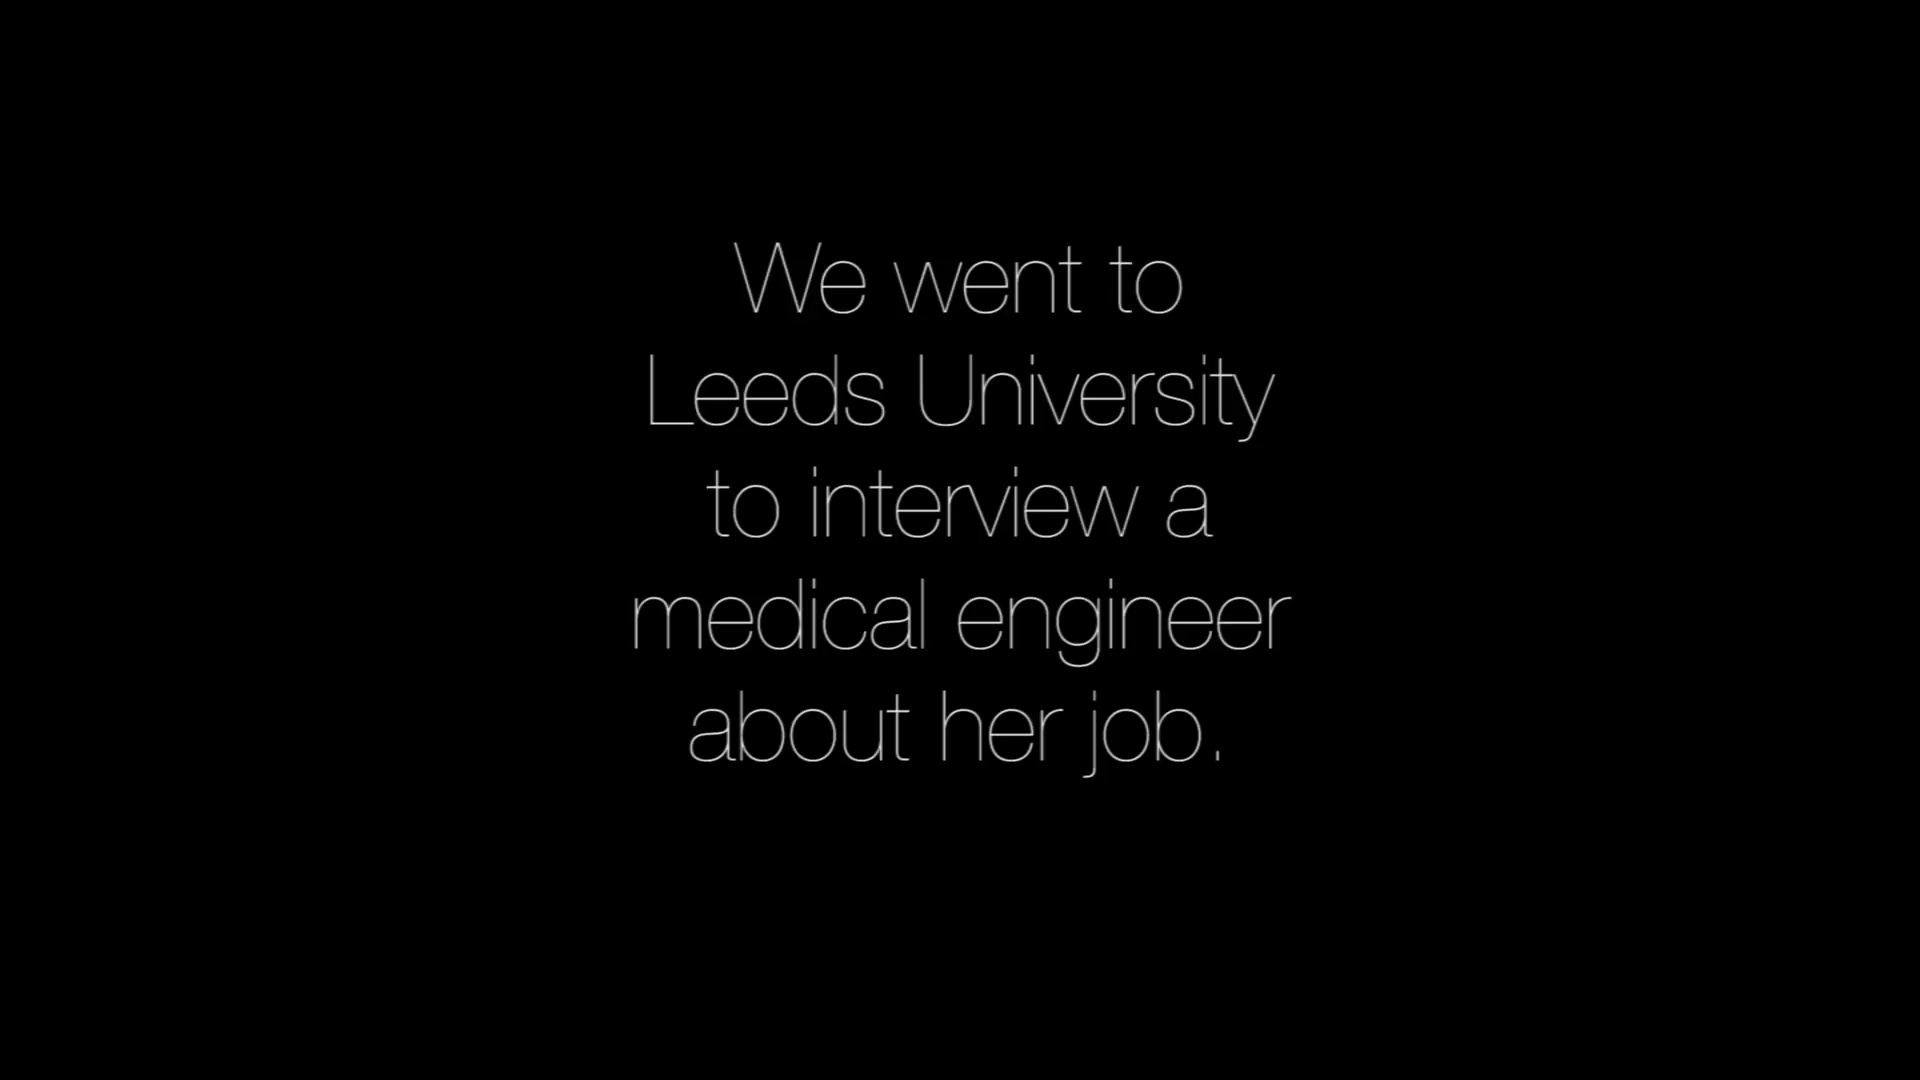 We went to
Leeds University
to interview a
medical engineer
about her job.